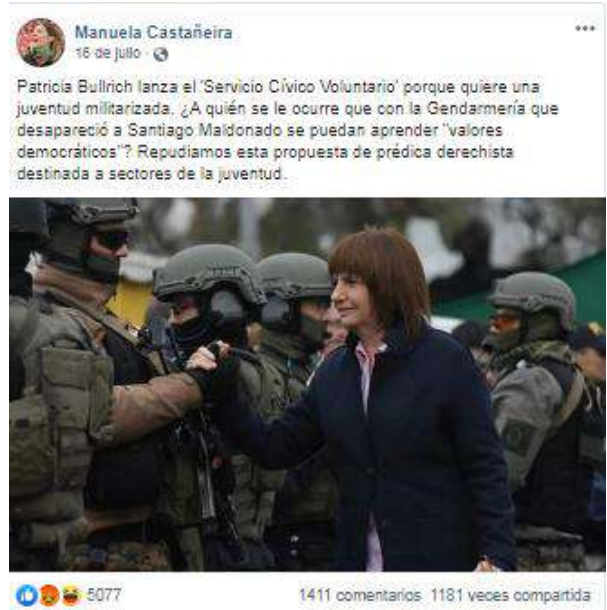 Manuela Castañeira
16 de julio ·
Patricia Bullrich lanza el 'Servicio Cívico Voluntario' porque quiere una
juventud militarizada. ¿A quién se le ocurre que con la Gendarmería que
desapareció a Santiago Maldonado se puedan aprender "valores
democráticos"? Repudiamos esta propuesta de prédica derechista
destinada a sectores de la juventud.
5077
1411 comentarios 1181 veces compartida